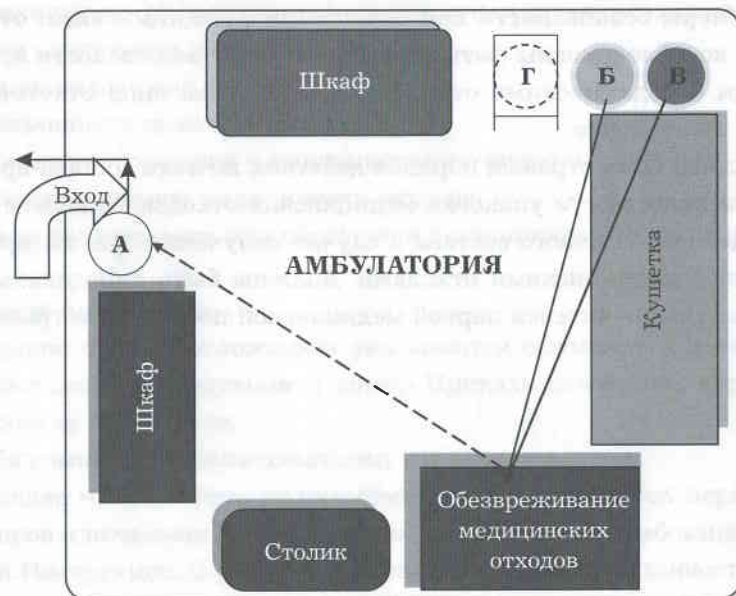 Шкаф
Г
Б
В
Вход
А
АМБУЛАТОРИЯ
Кушетка
Шкаф
Обезвреживание
медицинских
отходов
Столик